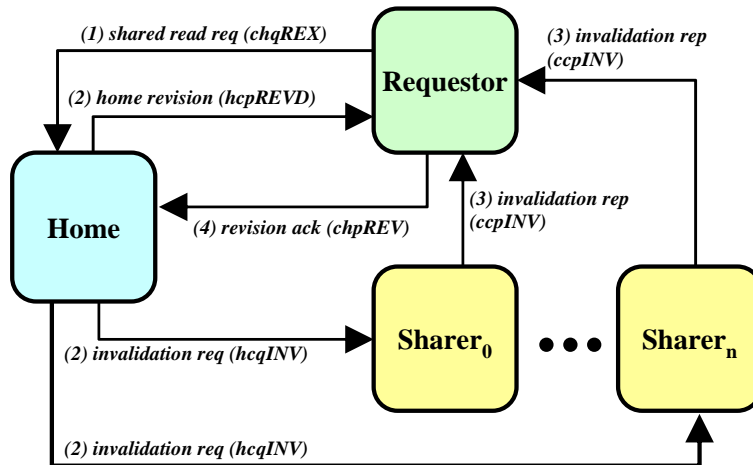 (1) shared read req (chqREX)
(3) invalidation rep
(ccpINV)
Requestor
(2) home revision (hcpREVD)
(3) invalidation rep
(ccpINV)
Home
(4) revision ack (chpREV)
Sharer0
Sharern
(2) invalidation req (hcqINV)
(2) invalidation req (hcqINV)